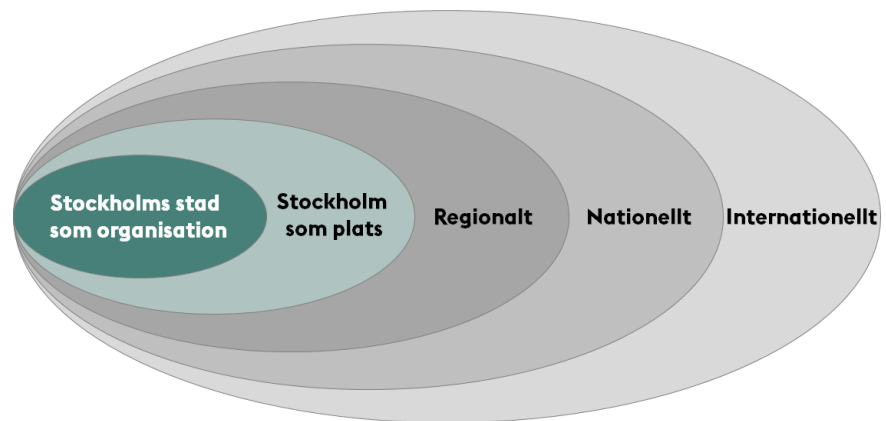 Stockholms stad
som organisation
Stockholm
som plats
Regionalt
Nationellt
Internationellt